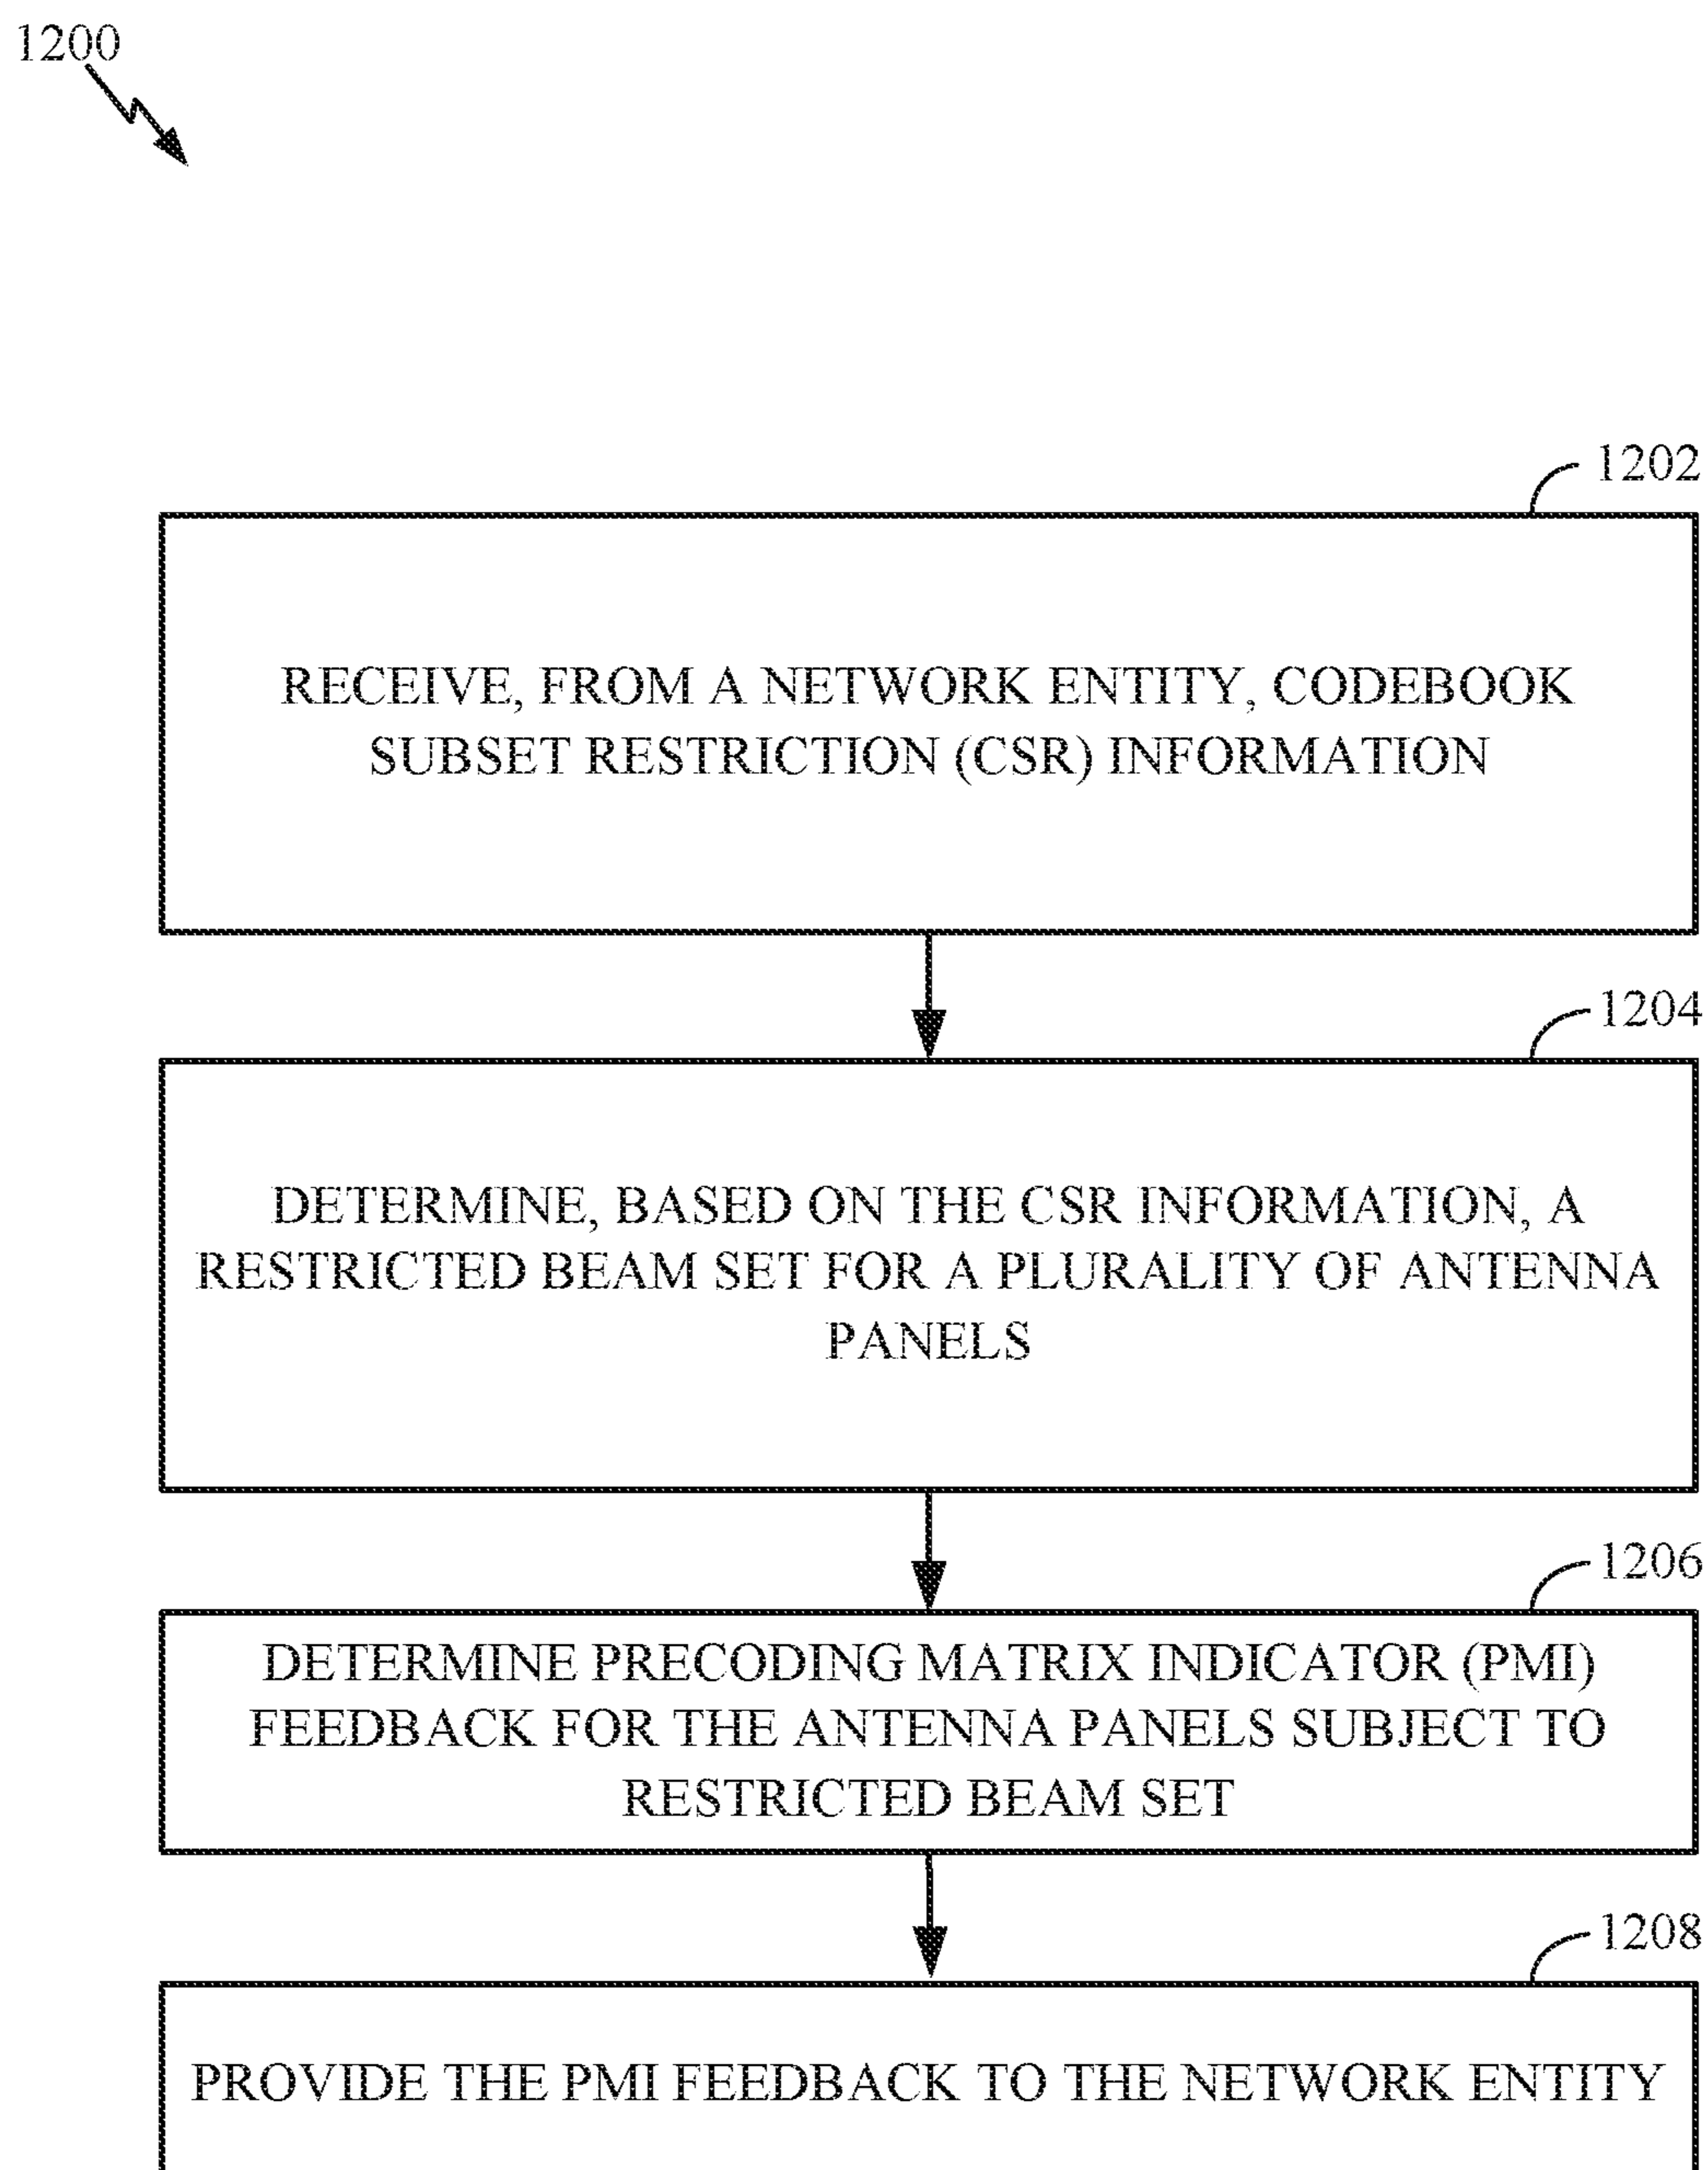 1200
1202
RECEIVE, FROM A NETWORK ENTITY, CODEBOOK
SUBSET RESTRICTION (CSR) INFORMATION
1204
DETERMINE, BASED ON THE CSR INFORMATION, A
RESTRICTED BEAM SET FOR A PLURALITY OF ANTENNA
PANELS
1206
DETERMINE PRECODING MATRIX INDICATOR (PMI)
FEEDBACK FOR THE ANTENNA PANELS SUBJECT TO
RESTRICTED BEAM SET
1208
PROVIDE THE PMI FEEDBACK TO THE NETWORK ENTITY